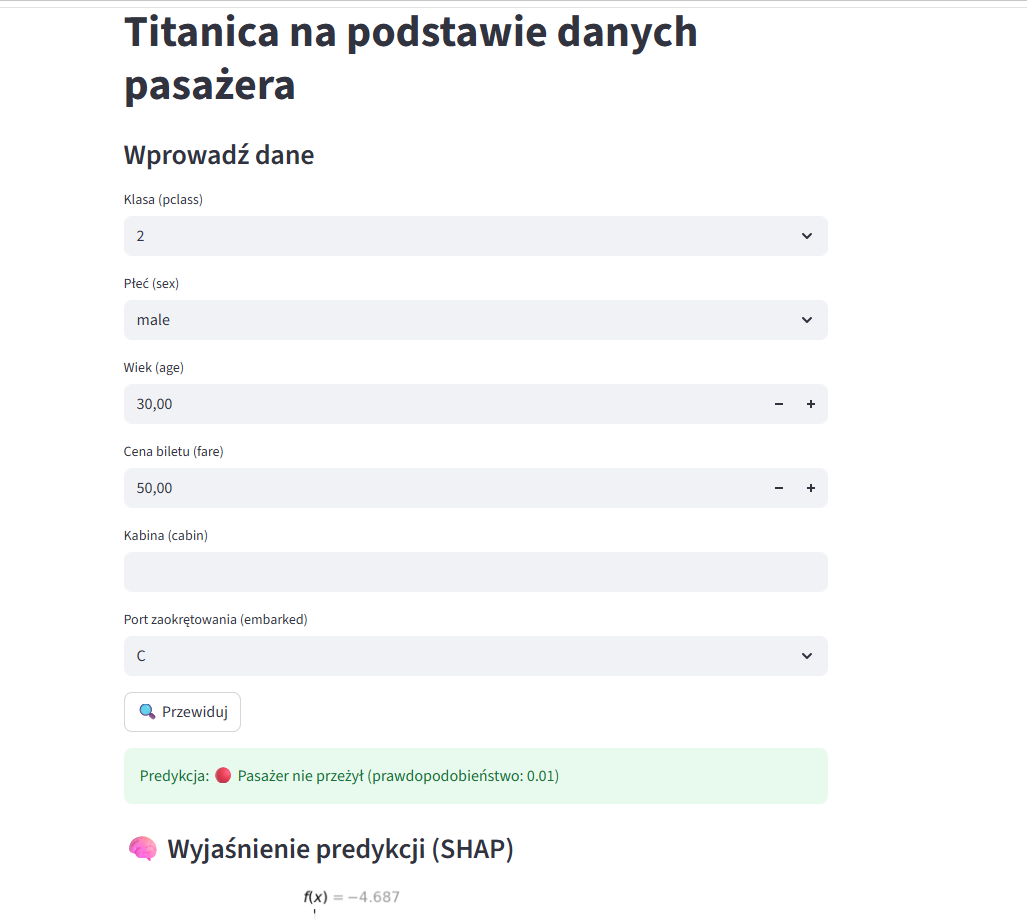 Titanica na podstawie danych
pasażera
Wprowadź dane
Klasa (pclass)
2
Płeć (sex)
male
Wiek (age)
30,00
Cena biletu (fare)
50,00
Kabina (cabin)
Port zaokrętowania (embarked)
C
Przewiduj
Predykcja: 🔴 Pasażer nie przeżył (prawdopodobieństwo: 0.01)
Wyjaśnienie predykcji (SHAP)
f(x) = −4.687